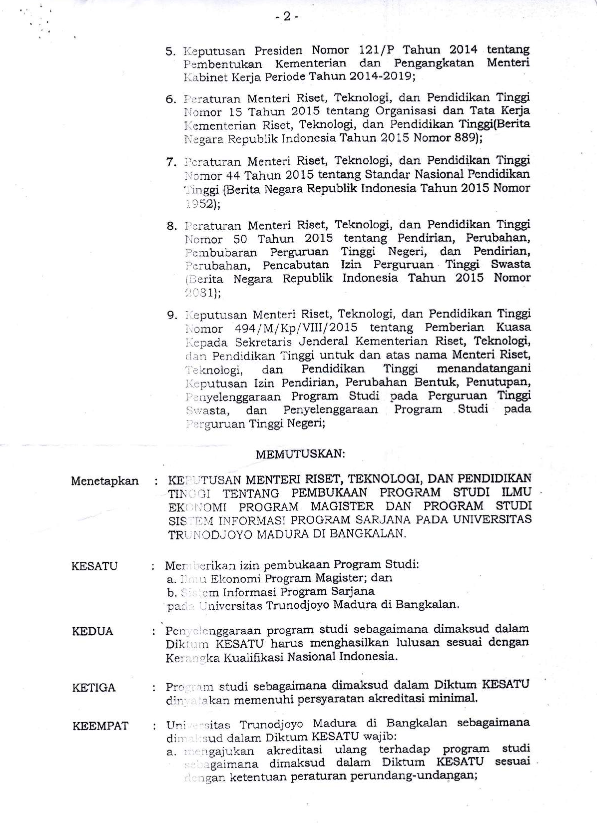 - 2 -
5. Keputusan Presiden Nomor 121/P Tahun 2014 tentang
Pembentukan Kementerian dan Pengangkatan Menteri
Kabinet Kerja Periode Tahun 2014-2019;
6. Peraturan Menteri Riset, Teknologi, dan Pendidikan Tinggi
Nomor 15 Tahun 2015 tentang Organisasi dan Tata Kerja
Kementerian Riset, Teknologi, dan Pendidikan Tinggi(Berita
Negara Republik Indonesia Tahun 2015 Nomor 889);
7. Peraturan Menteri Riset, Teknologi, dan Pendidikan Tinggi
Nomor 44 Tahun 2015 tentang Standar Nasional Pendidikan
Tinggi (Berita Negara Republik Indonesia Tahun 2015 Nomor
1952);
8. Peraturan Menteri Riset, Teknologi, dan Pendidikan Tinggi
Nomor 50 Tahun 2015 tentang Pendirian, Perubahan,
Pembubaran Perguruan Tinggi Negeri, dan Pendirian,
Perubahan, Pencabutan Izin Perguruan Tinggi Swasta
(Berita Negara Republik Indonesia Tahun 2015 Nomor
2081);
9. Keputusan Menteri Riset, Teknologi, dan Pendidikan Tinggi
Nomor 494/M/Kp/VIII/2015 tentang Pemberian Kuasa
Kepada Sekretaris Jenderal Kementerian Riset, Teknologi,
dan Pendidikan Tinggi untuk dan atas nama Menteri Riset,
Teknologi, dan Pendidikan Tinggi menandatangani
Keputusan Izin Pendirian, Perubahan Bentuk, Penutupan,
Penyelenggaraan Program Studi pada Perguruan Tinggi
Swasta, dan Penyelenggaraan Program Studi pada
Perguruan Tinggi Negeri;
MEMUTUSKAN:
Menetapkan : KEPUTUSAN MENTERI RISET, TEKNOLOGI, DAN PENDIDIKAN
TINGGI TENTANG PEMBUKAAN PROGRAM STUDI ILMU
EKONOMI PROGRAM MAGISTER DAN PROGRAM STUDI
SISTEM INFORMASI PROGRAM SARJANA PADA UNIVERSITAS
TRUNODJOYO MADURA DI BANGKALAN.
KESATU : Memberikan izin pembukaan Program Studi:
a. Ilmu Ekonomi Program Magister; dan
b. Sistem Informasi Program Sarjana
pada Universitas Trunodjoyo Madura di Bangkalan.
KEDUA : Penyelenggaraan program studi sebagaimana dimaksud dalam
Diktum KESATU harus menghasilkan lulusan sesuai dengan
Kerangka Kualifikasi Nasional Indonesia.
KETIGA : Program studi sebagaimana dimaksud dalam Diktum KESATU
dinyatakan memenuhi persyaratan akreditasi minimal.
KEEMPAT : Universitas Trunodjoyo Madura di Bangkalan sebagaimana
dimaksud dalam Diktum KESATU wajib:
a. mengajukan akreditasi ulang terhadap program studi
sebagaimana dimaksud dalam Diktum KESATU sesuai
dengan ketentuan peraturan perundang-undangan;